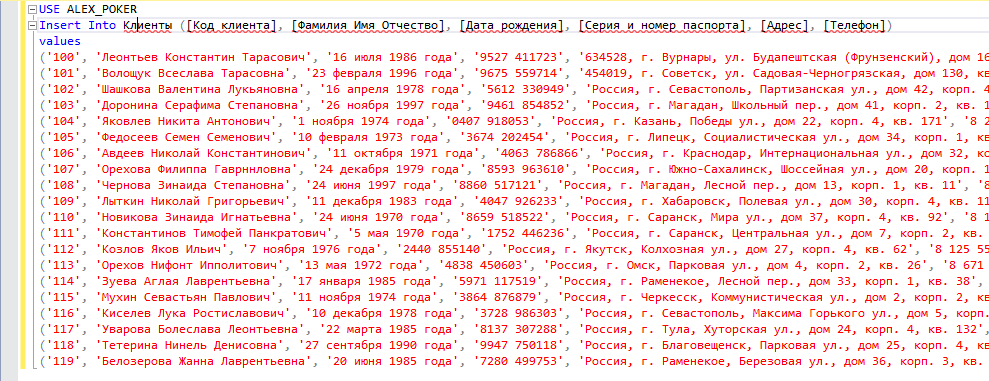 USE ALEX_POKER
Insert Into Клиенты ([Код клиента], [Фамилия Имя Отчество], [Дата рождения], [Серия и номер паспорта], [Адрес], [Телефон])
values
('100', 'Леонтьев Константин Тарасович', '16 июля 1986 года', '9527 411723', '634528, г. Вурнары, ул. Будапештская (Фрунзенский), дом 16
('101', 'Волощук Всеслава Тарасовна', '23 февраля 1996 года', '9675 559714', '454019, г. Советск, ул. Садовая-Черногрязская, дом 130, кв
('102', 'Шашкова Валентина Лукьяновна', '16 апреля 1978 года', '5612 330949', 'Россия, г. Севастополь, Партизанская ул., дом 42, корп. 4
('103', 'Доронина Серафима Степановна', '26 ноября 1997 года', '9461 854852', 'Россия, г. Магадан, Школьный пер., дом 41, корп. 2, кв. 1
('104', 'Яковлев Никита Антонович', '1 ноября 1974 года', '0407 918053', 'Россия, г. Казань, Победы ул., дом 22, корп. 4, кв. 171', '8 2
('105', 'Федосеев Семен Семенович', '10 февраля 1973 года', '3674 202454', 'Россия, г. Липецк, Социалистическая ул., дом 34, корп. 1, кв
('106', 'Авдеев Николай Константинович', '11 октября 1971 года', '4063 786866', 'Россия, г. Краснодар, Интернациональная ул., дом 32, ко
('107', 'Орехова Филиппа Гаврннловна', '24 декабря 1979 года', '8593 963610', 'Россия, г. Южно-Сахалинск, Шоссейная ул., дом 20, корп. 1
('108', 'Чернова Зинаида Степановна', '24 июня 1997 года', '8860 517121', 'Россия, г. Магадан, Лесной пер., дом 13, корп. 1, кв. 11', '8
('109', 'Лыткин Николай Григорьевич', '11 декабря 1983 года', '4047 926233', 'Россия, г. Хабаровск, Полевая ул., дом 30, корп. 4, кв. 11
('110', 'Новикова Зинаида Игнатьевна', '24 июня 1970 года', '8659 518522', 'Россия, г. Саранск, Мира ул., дом 37, корп. 4, кв. 92', '8 1
('111', 'Константинов Тимофей Панкратович', '5 мая 1970 года', '1752 446236', 'Россия, г. Саранск, Центральная ул., дом 7, корп. 2, кв.
('112', 'Козлов Яков Ильич', '7 ноября 1976 года', '2440 855140', 'Россия, г. Якутск, Колхозная ул., дом 27, корп. 4, кв. 62', '8 125 55
('113', 'Орехов Нифонт Ипполитович', '13 мая 1972 года', '4838 450603', 'Россия, г. Омск, Парковая ул., дом 4, корп. 2, кв. 26', '8 671
('114', 'Зуева Аглая Лаврентьевна', '17 января 1985 года', '5971 117519', 'Россия, г. Раменекое, Лесной пер., дом 33, корп. 1, кв. 38',
('115', 'Мухин Севастьян Павлович', '11 ноября 1974 года', '3864 876879', 'Россия, г. Черкесск, Коммунистическая ул., дом 2, корп. 2, кв
('116', 'Киселев Лука Ростиславович', '10 декабря 1978 года', '3728 986303', 'Россия, г. Севастополь, Максима Горького ул., дом 5, корп.
('117', 'Уварова Болеслава Леонтьевна', '22 марта 1985 года', '8137 307288', 'Россия, г. Тула, Хуторская ул., дом 24, корп. 4, кв. 132',
('118', 'Тетерина Нинель Денисовна', '27 сентября 1990 года', '9947 750118', 'Россия, г. Благовещенск, Парковая ул., дом 25, корп. 4, кв
('119', 'Белозерова Жанна Лаврентьевна', '20 июня 1985 года', '7280 499753', 'Россия, г. Раменекое, Березовая ул., дом 36, корп. 3, кв.